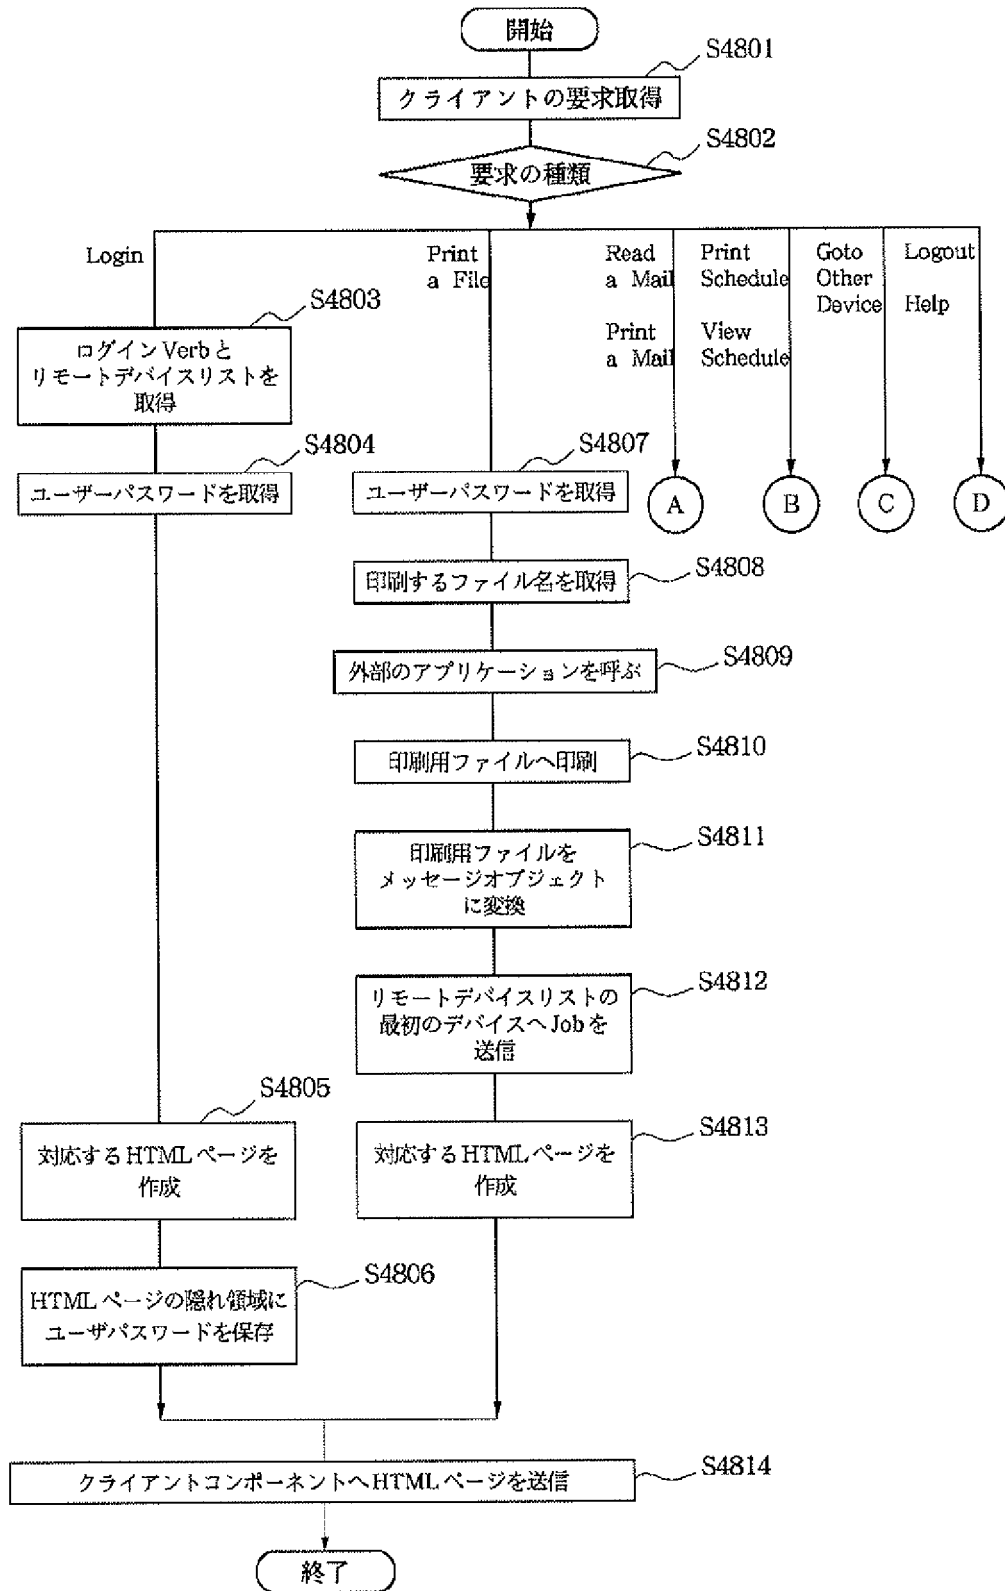 開始
S4801
クライアントの要求取得
S4802
要求の種類
Login
Print
a File
Read
a Mail
Print
a Mail
Print
Schedule
View
Schedule
Goto
Other
Device
Logout
Help
S4803
ログインVerbと
リモートデバイスリストを
取得
S4804
ユーザーパスワードを取得
S4807
ユーザーパスワードを取得
A
B
C
D
S4808
印刷するファイル名を取得
S4809
外部のアプリケーションを呼ぶ
S4810
印刷用ファイルへ印刷
S4811
印刷用ファイルを
メッセージオブジェクト
に変換
S4812
リモートデバイスリストの
最初のデバイスへJobを
送信
S4805
対応するHTMLページを
作成
S4813
対応するHTMLページを
作成
S4806
HTMLページの隠れ領域に
ユーザパスワードを保存
S4814
クライアントコンポーネントへHTMLページを送信
終了